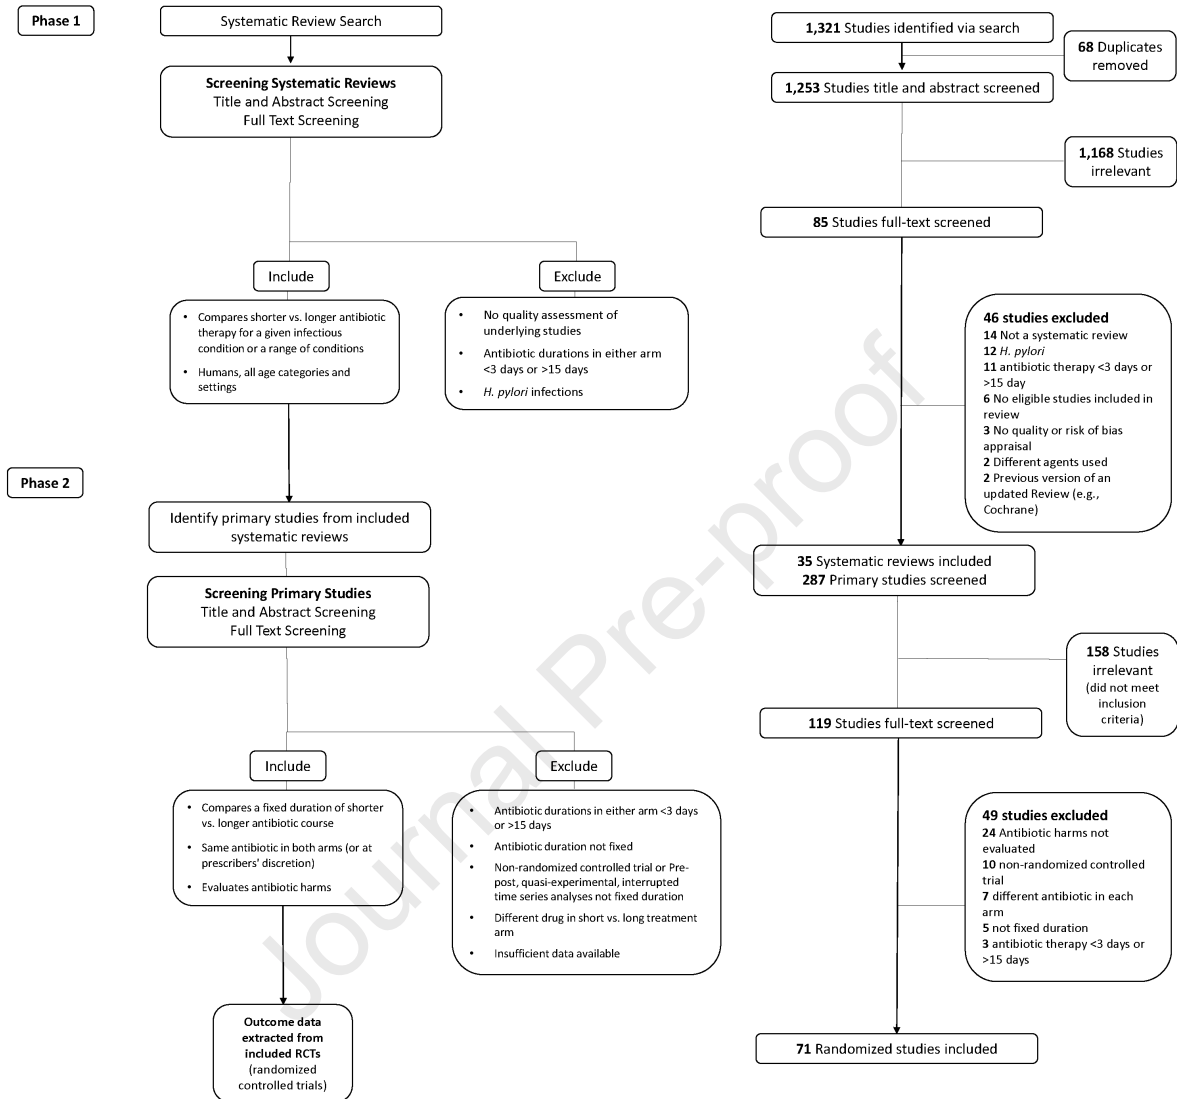 Phase 1
Systematic Review Search
Screening Systematic Reviews
Title and Abstract Screening
Full Text Screening
Include
• Compares shorter vs. longer antibiotic
therapy for a given infectious
condition or a range of conditions
• Humans, all age categories and
settings
Exclude
• No quality assessment of
underlying studies
• Antibiotic durations in either arm
<3 days or >15 days
• H. pylori infections
Phase 2
Identify primary studies from included
systematic reviews
Screening Primary Studies
Title and Abstract Screening
Full Text Screening
Include
• Compares a fixed duration of shorter
vs. longer antibiotic course
• Same antibiotic in both arms (or at
prescribers' discretion)
• Evaluates antibiotic harms
Exclude
• Antibiotic durations in either arm <3 days
or >15 days
• Antibiotic duration not fixed
• Non-randomized controlled trial or Pre-
post, quasi-experimental, interrupted
time series analyses not fixed duration
• Different drug in short vs. long treatment
arm
• Insufficient data available
Outcome data
extracted from
included RCTs
(randomized
controlled trials)
1,321 Studies identified via search
68 Duplicates
removed
1,253 Studies title and abstract screened
1,168 Studies
irrelevant
85 Studies full-text screened
46 studies excluded
14 Not a systematic review
12 H. pylori
11 antibiotic therapy <3 days or
>15 day
6 No eligible studies included in
review
3 No quality or risk of bias
appraisal
2 Different agents used
2 Previous version of an
updated Review (e.g.,
Cochrane)
35 Systematic reviews included
287 Primary studies screened
158 Studies
irrelevant
(did not meet
inclusion
criteria)
119 Studies full-text screened
49 studies excluded
24 Antibiotic harms not
evaluated
10 non-randomized controlled
trial
7 different antibiotic in each
arm
5 not fixed duration
3 antibiotic therapy <3 days or
>15 days
71 Randomized studies included
Journal Pre-proof